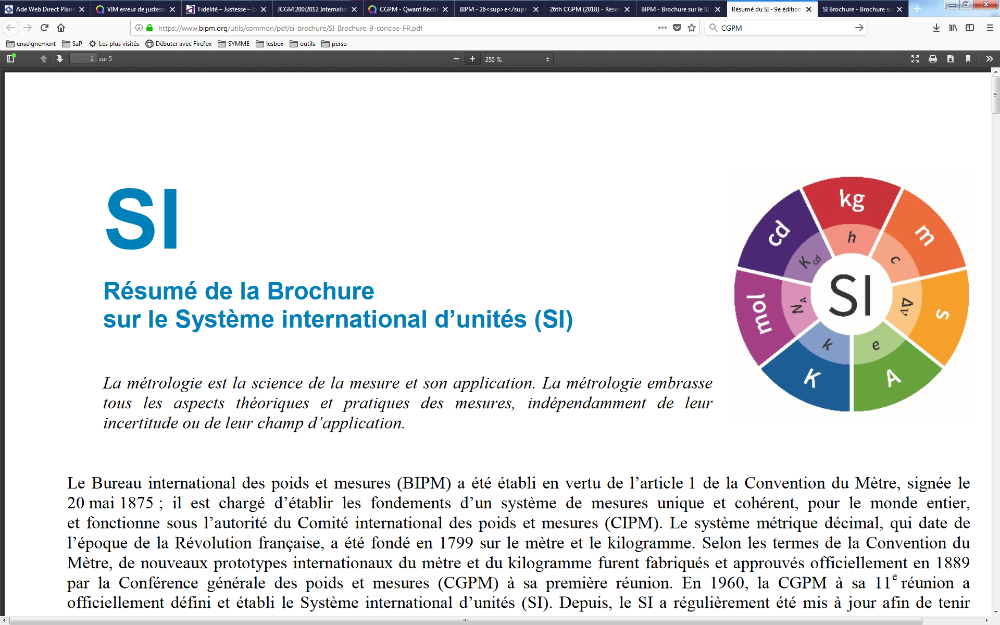 Ade Web Direct Plann
VIM erreur de justess
Fidélité – Justesse – Ex
JCGM 200:2012 Internatio
CGPM - Qwant Reche
BIPM - 26<sup>e</sup>
26th CGPM (2018) - Resol
BIPM - Brochure sur le SI :
Résumé du SI - 9e édition
SI Brochure - Brochure su
https://www.bipm.org/utils/common/pdf/si-brochure/SI-Brochure-9-concise-FR.pdf
CGPM
enseignement SaP Les plus visités Débuter avec Firefox SYMME lesbox outils perso
1 sur 5
250 %
SI
Résumé de la Brochure
sur le Système international d’unités (SI)
kg
m
s
A
K
mol
cd
h
c
Δν
e
k
NA
Kcd
SI
La métrologie est la science de la mesure et son application. La métrologie embrasse
tous les aspects théoriques et pratiques des mesures, indépendamment de leur
incertitude ou de leur champ d’application.
Le Bureau international des poids et mesures (BIPM) a été établi en vertu de l’article 1 de la Convention du Mètre, signée le
20 mai 1875 ; il est chargé d’établir les fondements d’un système de mesures unique et cohérent, pour le monde entier,
et fonctionne sous l’autorité du Comité international des poids et mesures (CIPM). Le système métrique décimal, qui date de
l’époque de la Révolution française, a été fondé en 1799 sur le mètre et le kilogramme. Selon les termes de la Convention du
Mètre, de nouveaux prototypes internationaux du mètre et du kilogramme furent fabriqués et approuvés officiellement en 1889
par la Conférence générale des poids et mesures (CGPM) à sa première réunion. En 1960, la CGPM à sa 11e réunion a
officiellement défini et établi le Système international d’unités (SI). Depuis, le SI a régulièrement été mis à jour afin de tenir